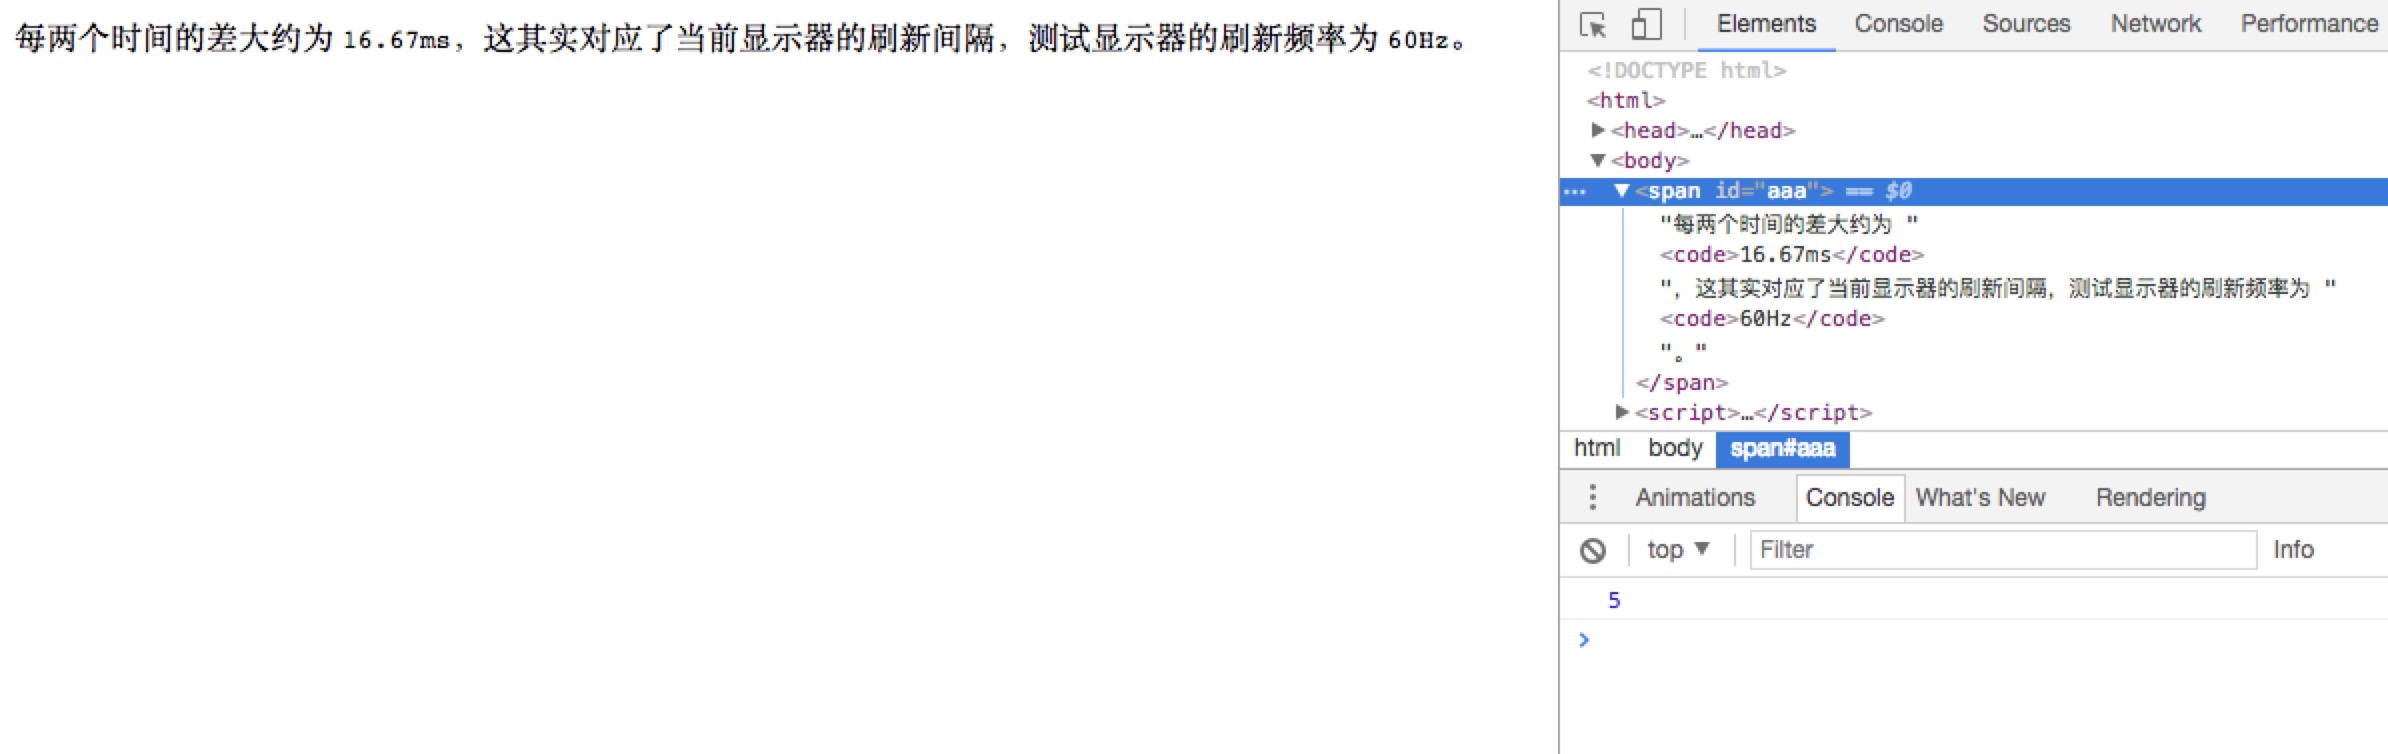 每两个时间的差大约为 16.67ms，这其实对应了当前显示器的刷新间隔，测试显示器的刷新频率为 60Hz。
Elements Console Sources Network Performance
<!DOCTYPE html>
<html>
▶<head>…</head>
▼<body>
… ▼<span id="aaa"> == $0
"每两个时间的差大约为 "
<code>16.67ms</code>
"，这其实对应了当前显示器的刷新间隔，测试显示器的刷新频率为 "
<code>60Hz</code>
"。"
</span>
▶<script>…</script>
html body span#aaa
Animations Console What's New Rendering
top ▼ Filter Info
5
>